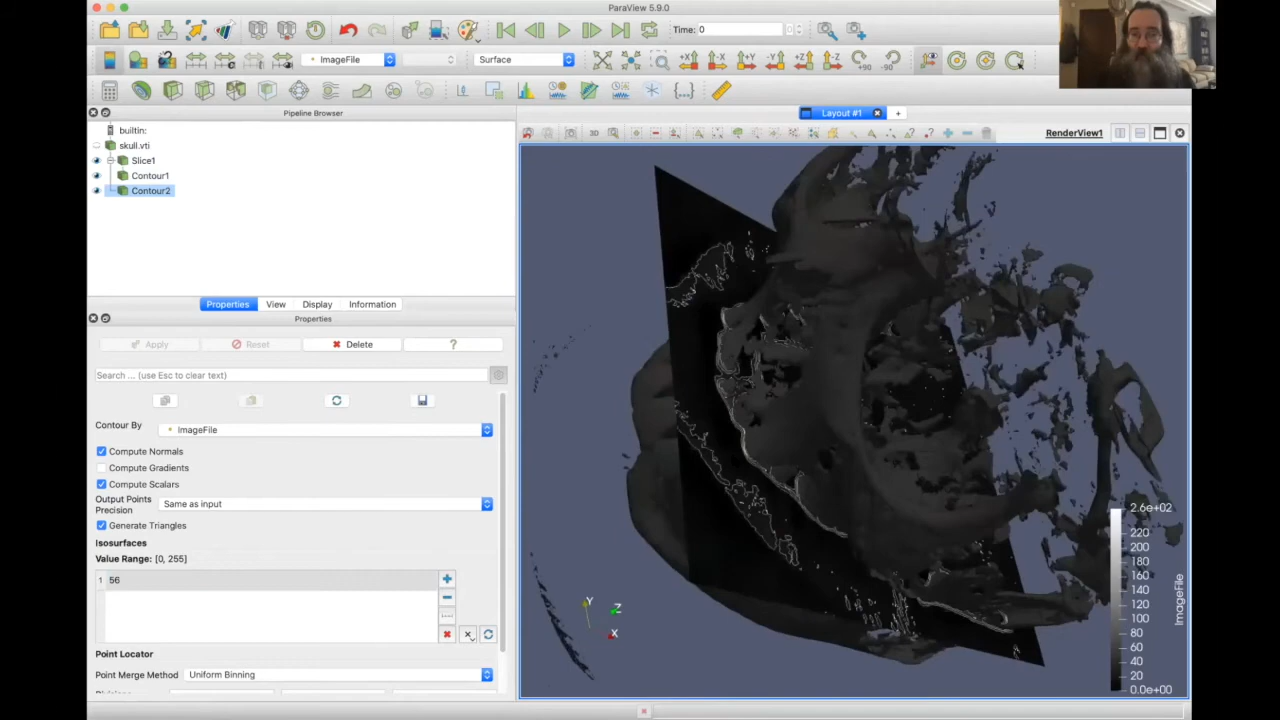 ParaView 5.9.0
Time: 0
ImageFile
Surface
+X -X +Y -Y +Z -Z +90 -90
Pipeline Browser
Layout #1
+
builtin:
3D
RenderView1
skull.vti
Slice1
Contour1
Contour2
Properties View Display Information
Properties
Apply Reset Delete ?
Search ... (use Esc to clear text)
Contour By ImageFile
Compute Normals
Compute Gradients
Compute Scalars
Output Points Precision Same as input
Generate Triangles
Isosurfaces
Value Range: [0, 255]
1 56
Point Locator
Point Merge Method Uniform Binning
Y
Z
X
2.6e+02
220
200
180
160
140
120
100
80
60
40
20
0.0e+00
ImageFile